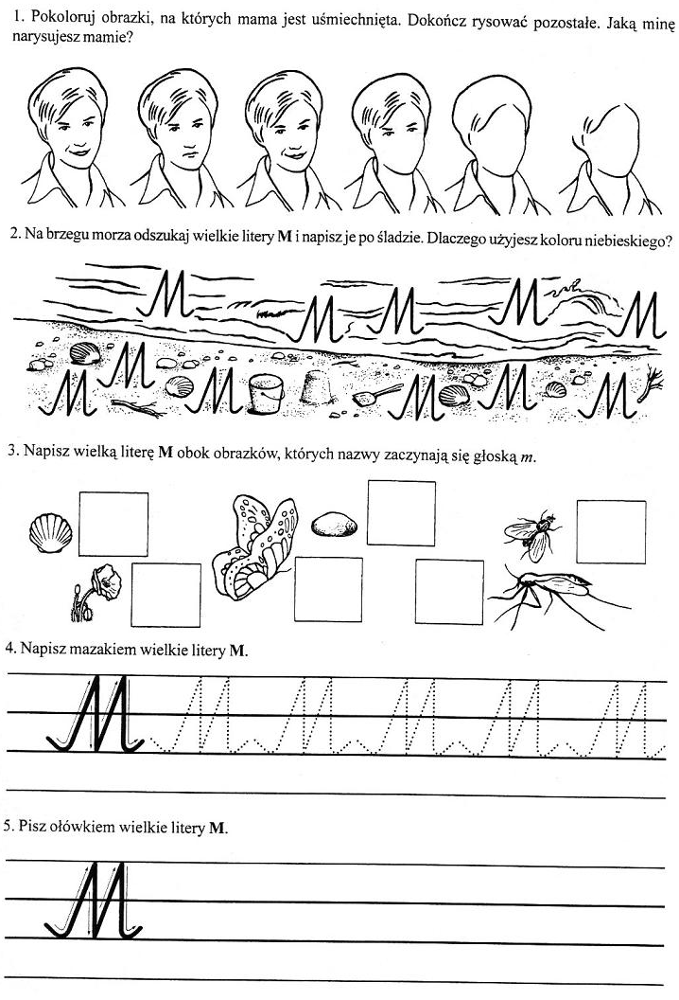 1. Pokoloruj obrazki, na których mama jest uśmiechnięta. Dokończ rysować pozostałe. Jaką minę
narysujesz mamie?
2. Na brzegu morza odszukaj wielkie litery M i napisz je po śladzie. Dlaczego użyjesz koloru niebieskiego?
M M M M M
M M M M M M
3. Napisz wielką literę M obok obrazków, których nazwy zaczynają się głoską m.
4. Napisz mazakiem wielkie litery M.
M M M M M M
5. Pisz ołówkiem wielkie litery M.
M